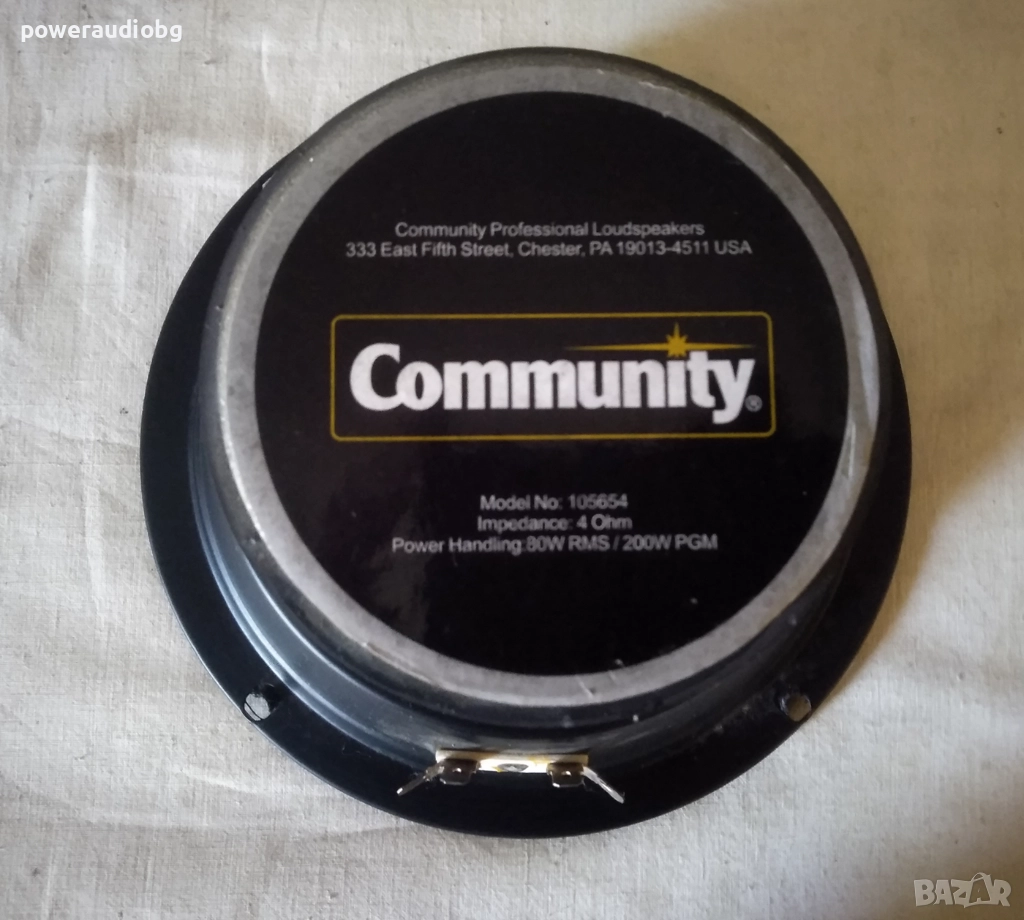 poweraudiobg
Community Professional Loudspeakers
333 East Fifth Street, Chester, PA 19013-4511 USA
Community®
Model No: 105654
Impedance: 4 Ohm
Power Handling:80W RMS / 200W PGM
BAZAR